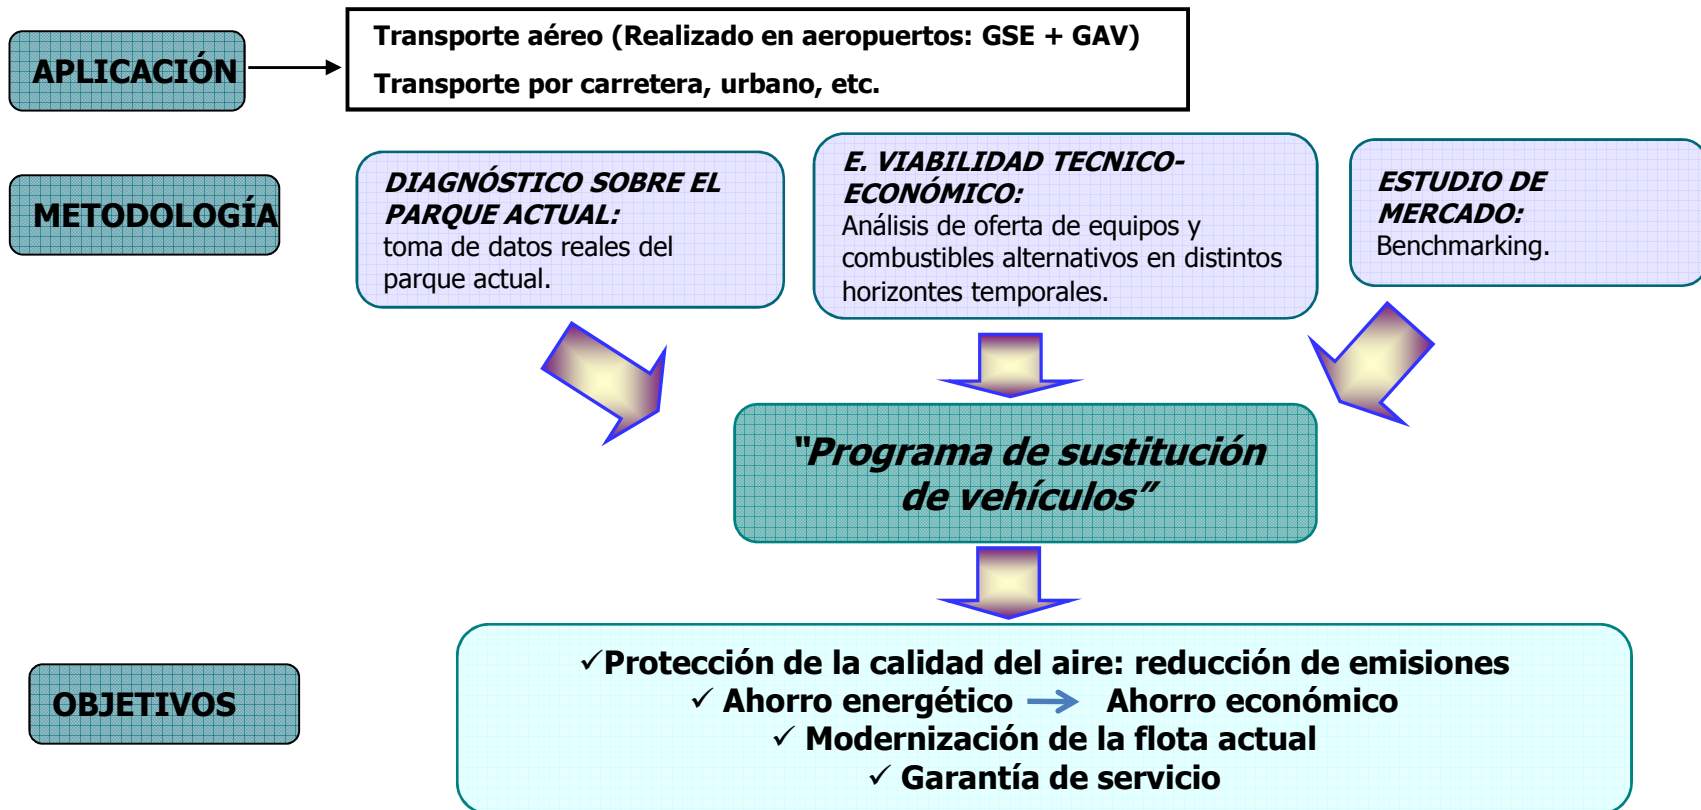 APLICACIÓN
Transporte aéreo (Realizado en aeropuertos: GSE + GAV)
Transporte por carretera, urbano, etc.
METODOLOGÍA
DIAGNÓSTICO SOBRE EL
PARQUE ACTUAL:
toma de datos reales del
parque actual.
E. VIABILIDAD TECNICO-
ECONÓMICO:
Análisis de oferta de equipos y
combustibles alternativos en distintos
horizontes temporales.
ESTUDIO DE
MERCADO:
Benchmarking.
“Programa de sustitución
de vehículos”
OBJETIVOS
✓Protección de la calidad del aire: reducción de emisiones
✓ Ahorro energético → Ahorro económico
✓ Modernización de la flota actual
✓ Garantía de servicio